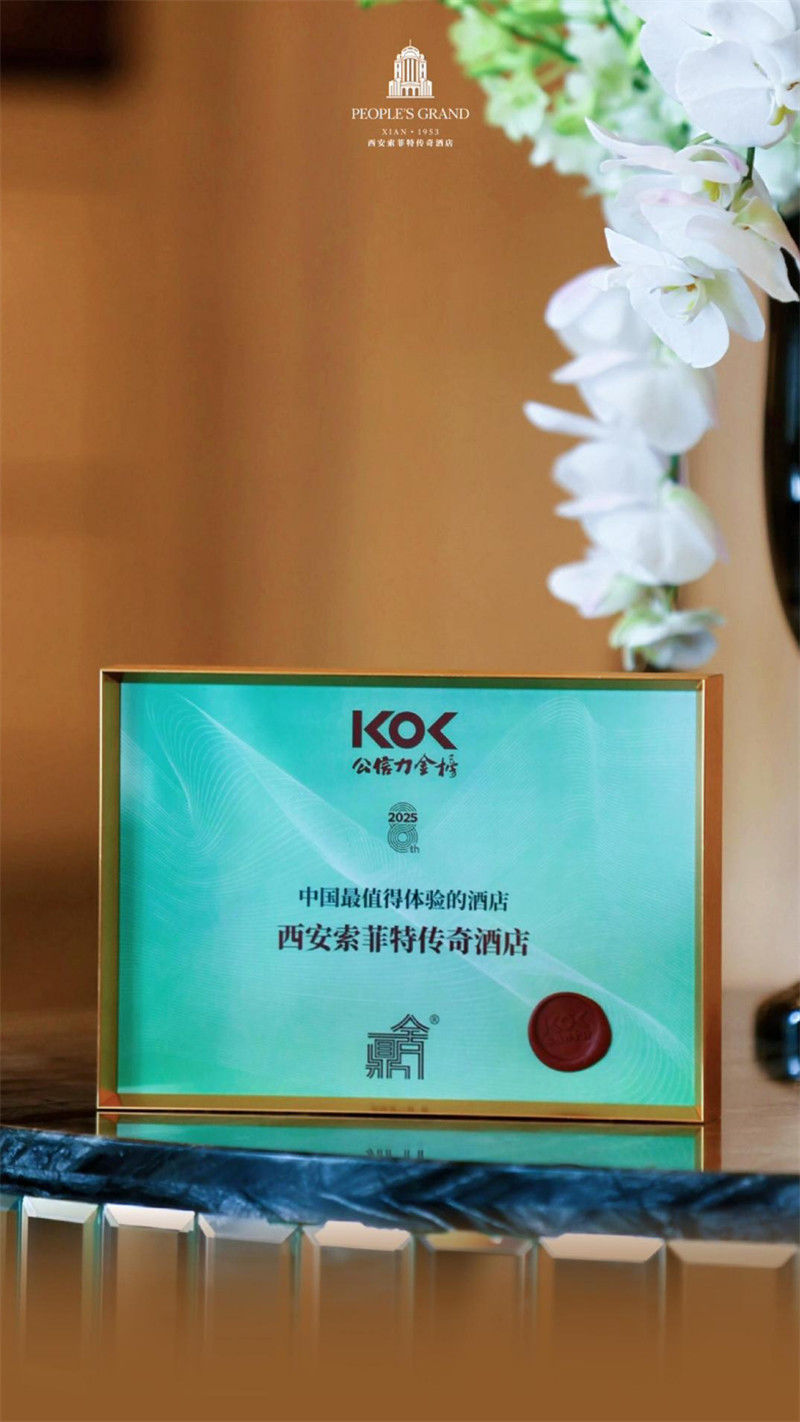 PEOPLE'S GRAND
XIAN • 1953
西安索菲特传奇酒店
KOK
公信力金榜
2025
8th
中国最值得体验的酒店
西安索菲特传奇酒店
®
KOK